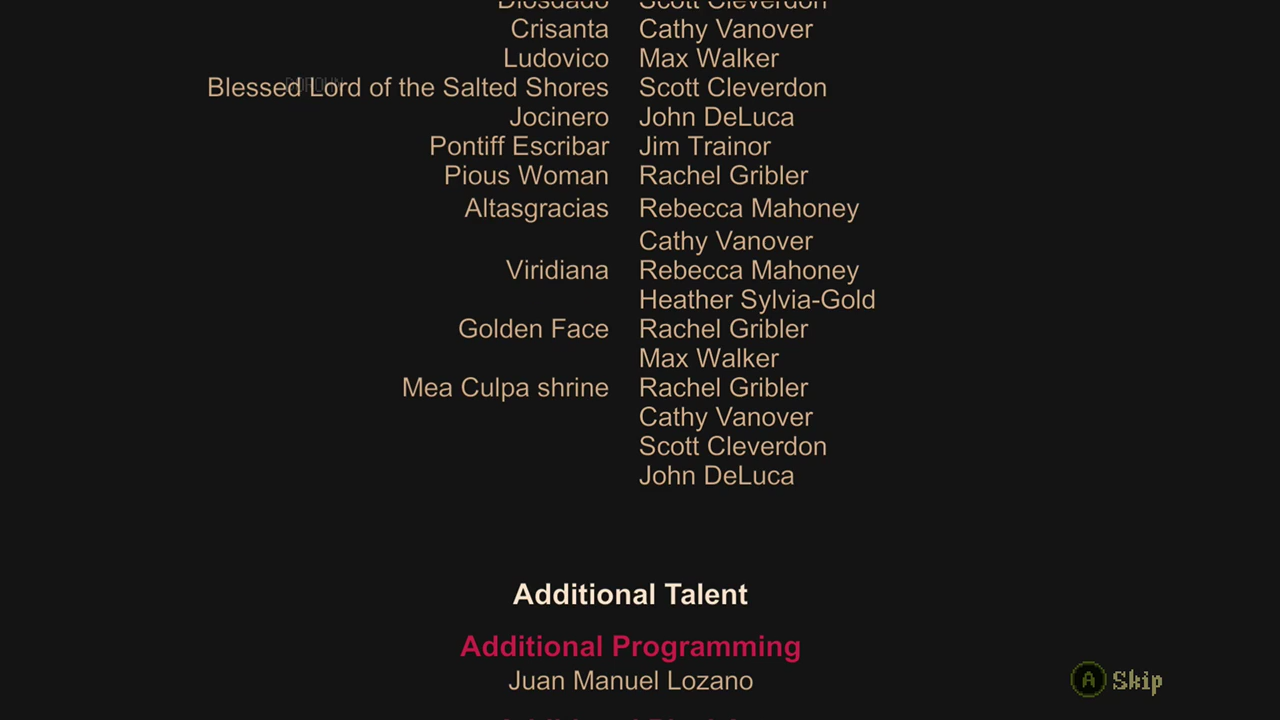 Diosdado Scott Cleverdon
Crisanta Cathy Vanover
Ludovico Max Walker
Blessed Lord of the Salted Shores Scott Cleverdon
Jocinero John DeLuca
Pontiff Escribar Jim Trainor
Pious Woman Rachel Gribler
Altasgracias Rebecca Mahoney
Cathy Vanover
Viridiana Rebecca Mahoney
Heather Sylvia-Gold
Golden Face Rachel Gribler
Max Walker
Mea Culpa shrine Rachel Gribler
Cathy Vanover
Scott Cleverdon
John DeLuca
Additional Talent
Additional Programming
Juan Manuel Lozano
A Skip